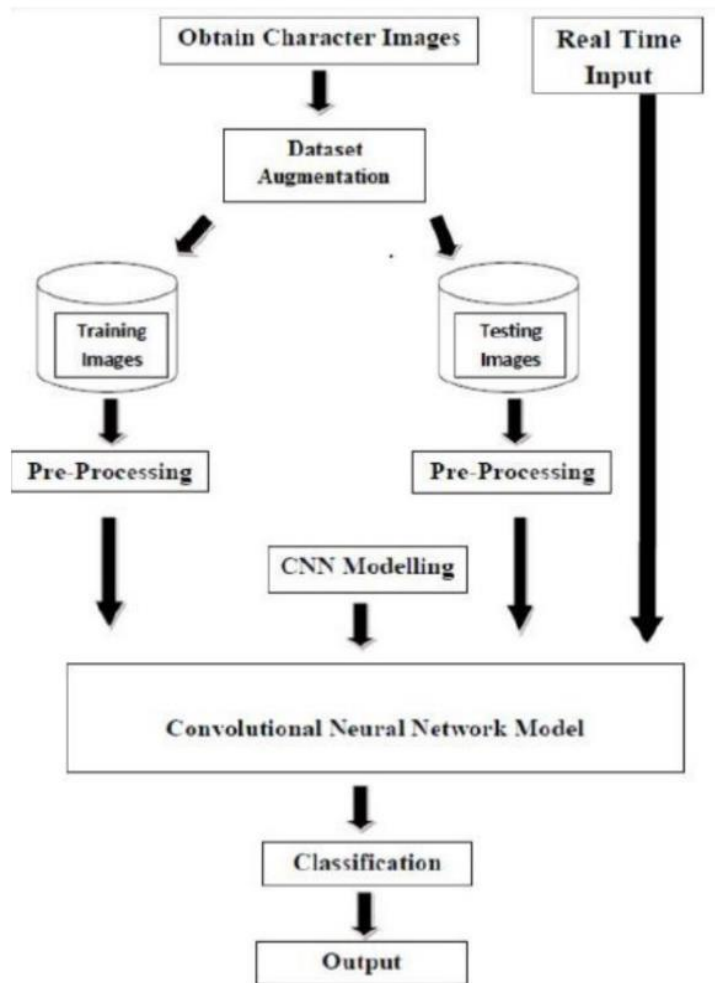 Obtain Character Images
Real Time
Input
Dataset
Augmentation
Training
Images
Testing
Images
Pre-Processing
Pre-Processing
CNN Modelling
Convolutional Neural Network Model
Classification
Output